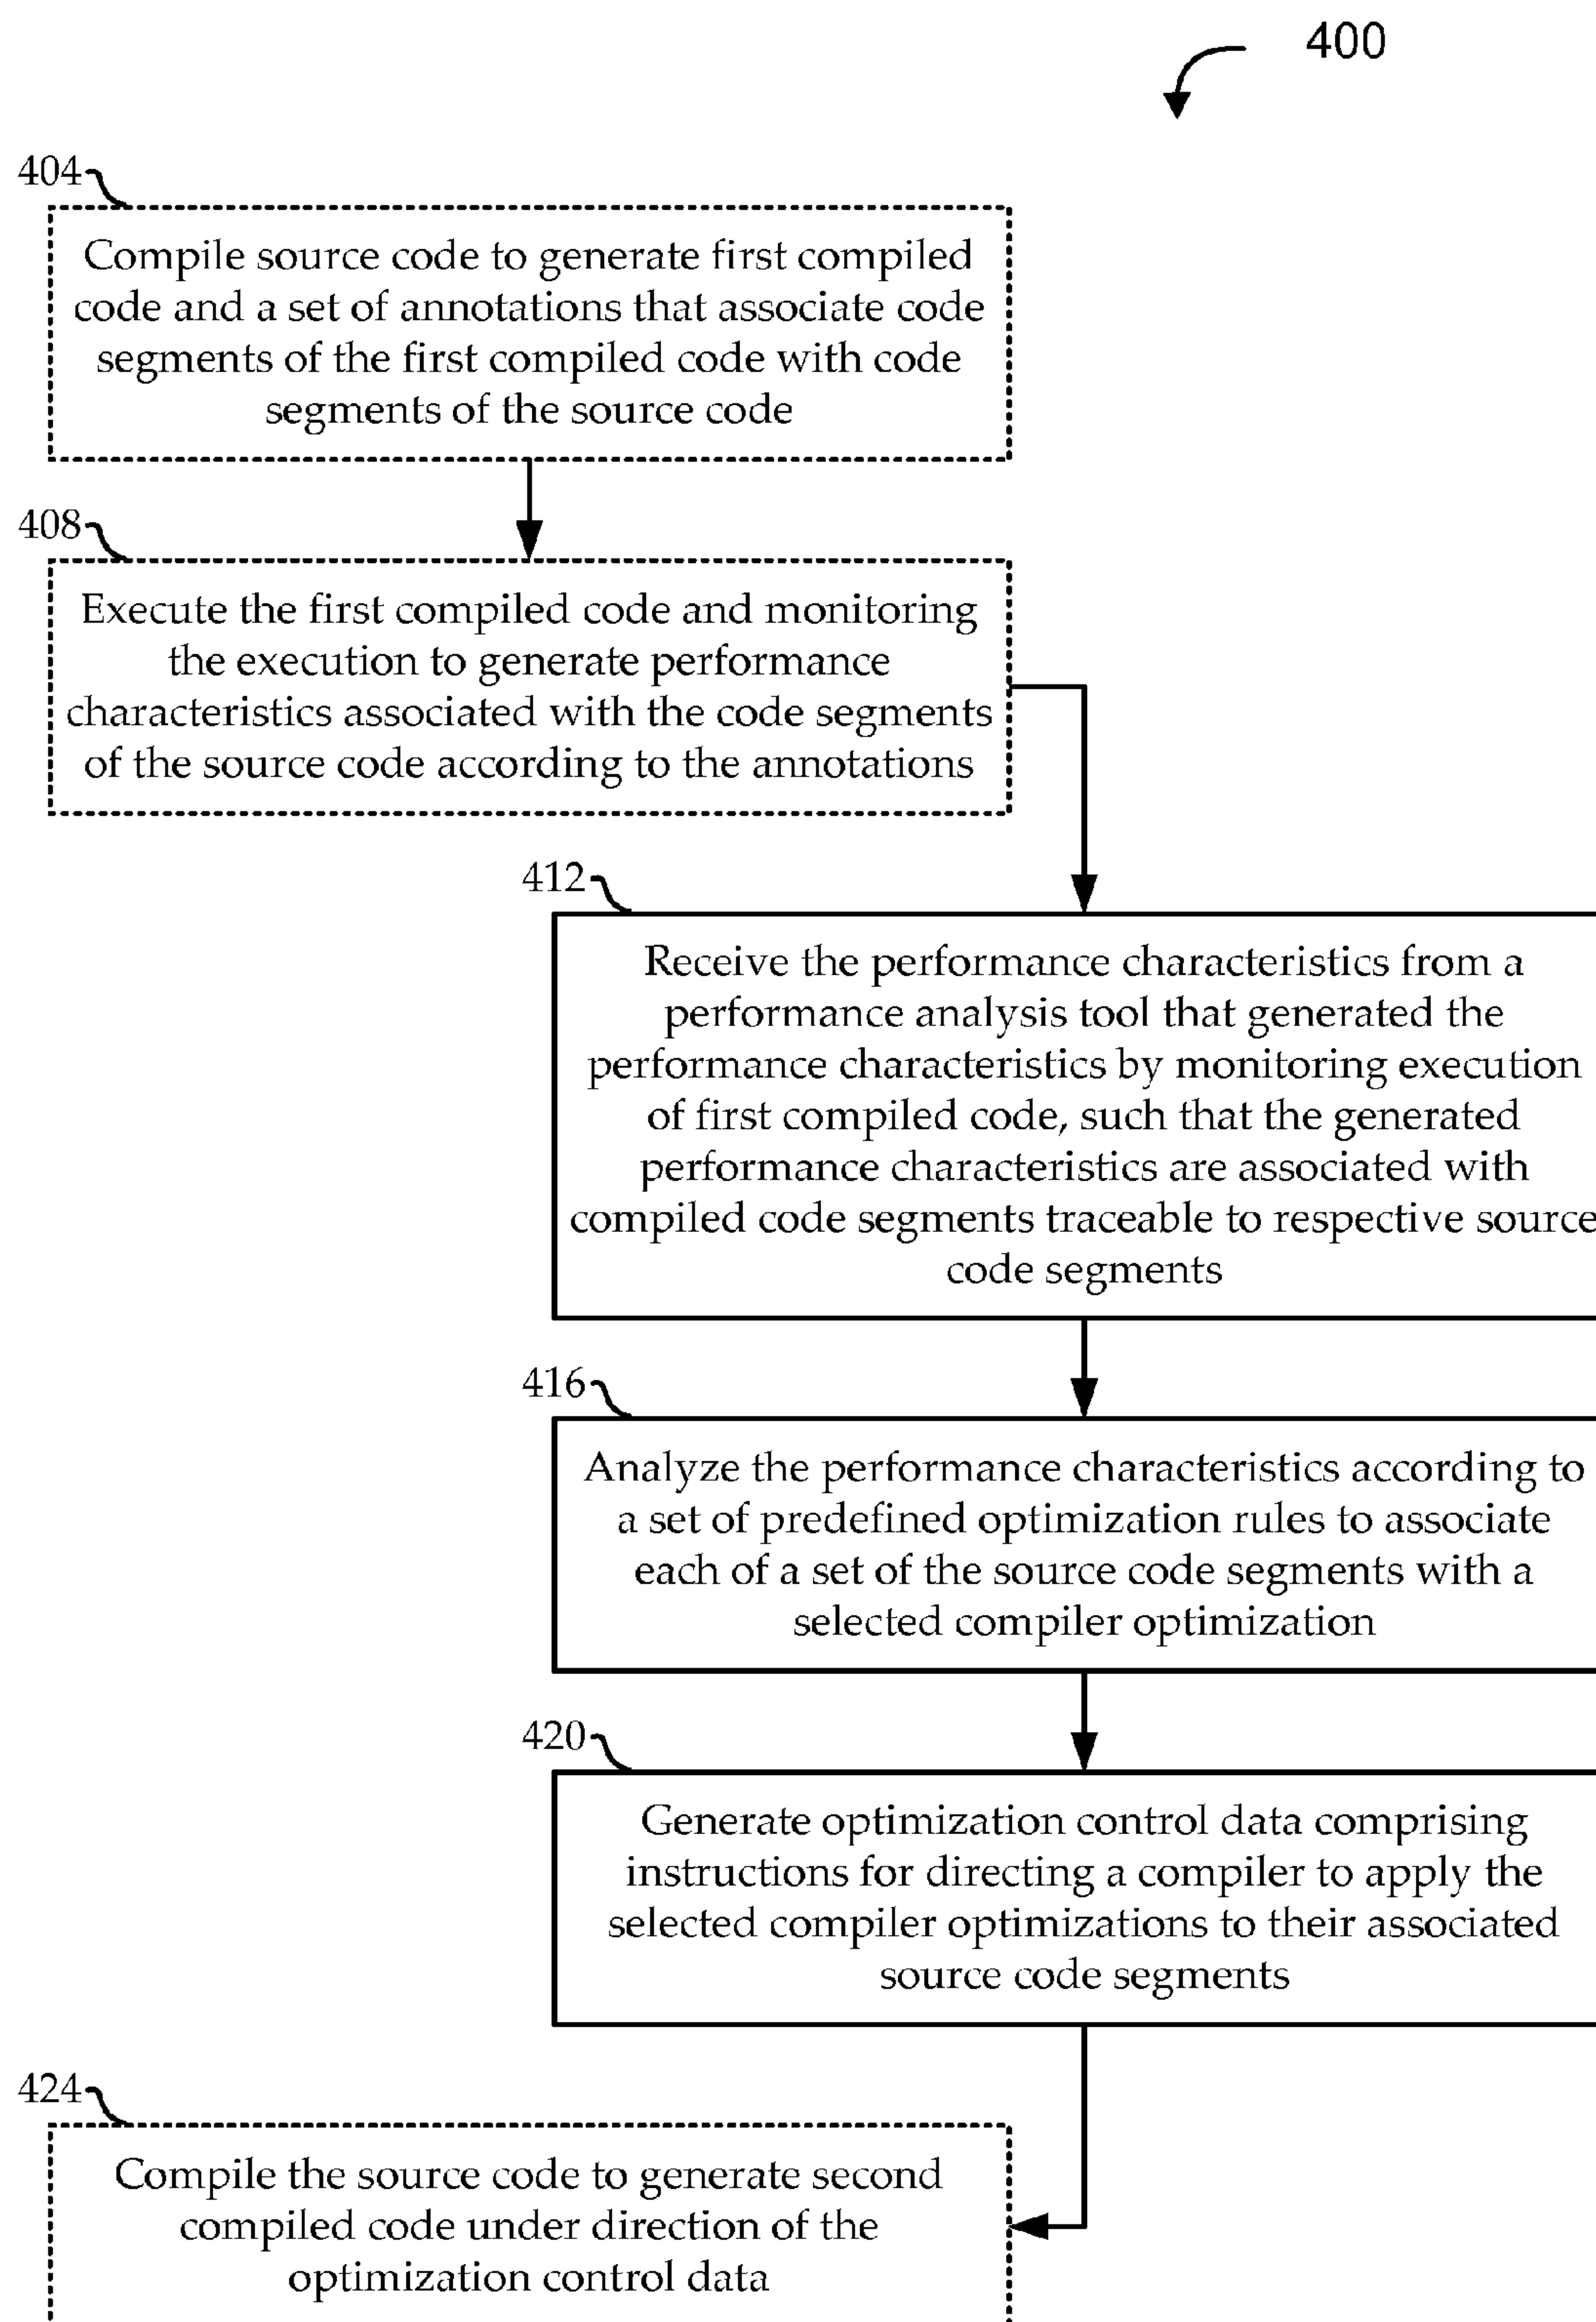 400
404
Compile source code to generate first compiled
code and a set of annotations that associate code
segments of the first compiled code with code
segments of the source code
408
Execute the first compiled code and monitoring
the execution to generate performance
characteristics associated with the code segments
of the source code according to the annotations
412
Receive the performance characteristics from a
performance analysis tool that generated the
performance characteristics by monitoring execution
of first compiled code, such that the generated
performance characteristics are associated with
compiled code segments traceable to respective source
code segments
416
Analyze the performance characteristics according to
a set of predefined optimization rules to associate
each of a set of the source code segments with a
selected compiler optimization
420
Generate optimization control data comprising
instructions for directing a compiler to apply the
selected compiler optimizations to their associated
source code segments
424
Compile the source code to generate second
compiled code under direction of the
optimization control data